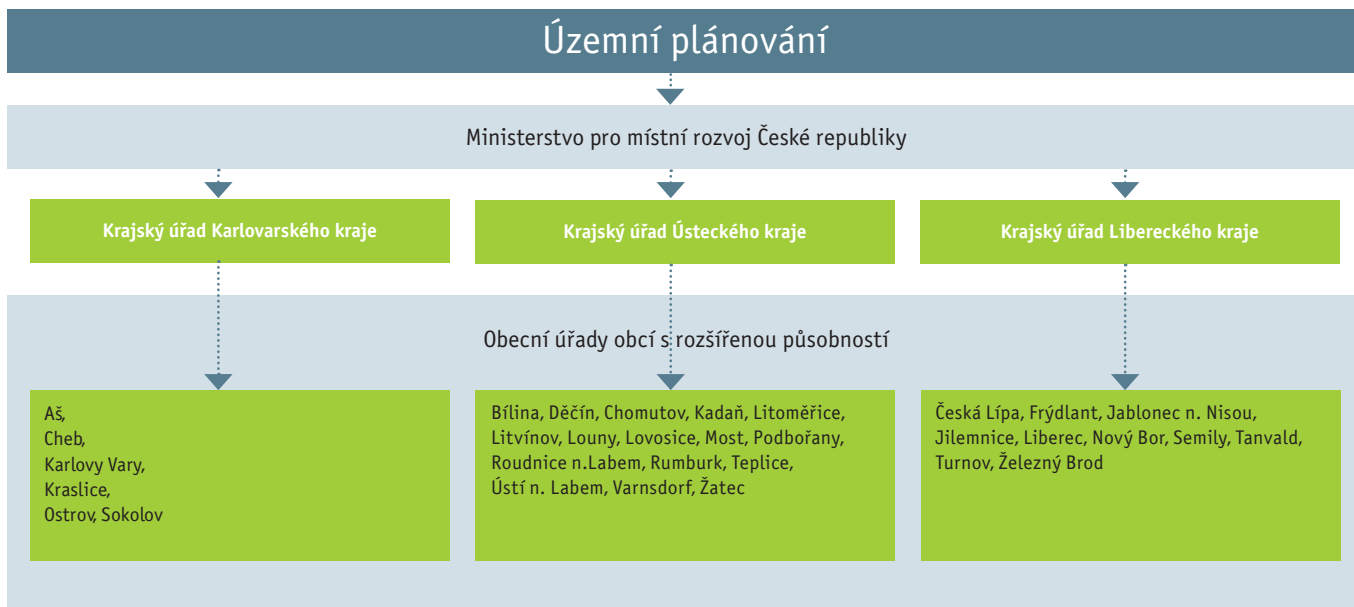 Územní plánování
Ministerstvo pro místní rozvoj České republiky
Krajský úřad Karlovarského kraje
Krajský úřad Ústeckého kraje
Krajský úřad Libereckého kraje
Obecní úřady obcí s rozšířenou působností
Aš,
Cheb,
Karlovy Vary,
Kraslice,
Ostrov, Sokolov
Bílina, Děčín, Chomutov, Kadaň, Litoměřice,
Litvínov, Louny, Lovosice, Most, Podbořany,
Roudnice n.Labem, Rumburk, Teplice,
Ústí n. Labem, Varnsdorf, Žatec
Česká Lípa, Frýdlant, Jablonec n. Nisou,
Jilemnice, Liberec, Nový Bor, Semily, Tanvald,
Turnov, Železný Brod